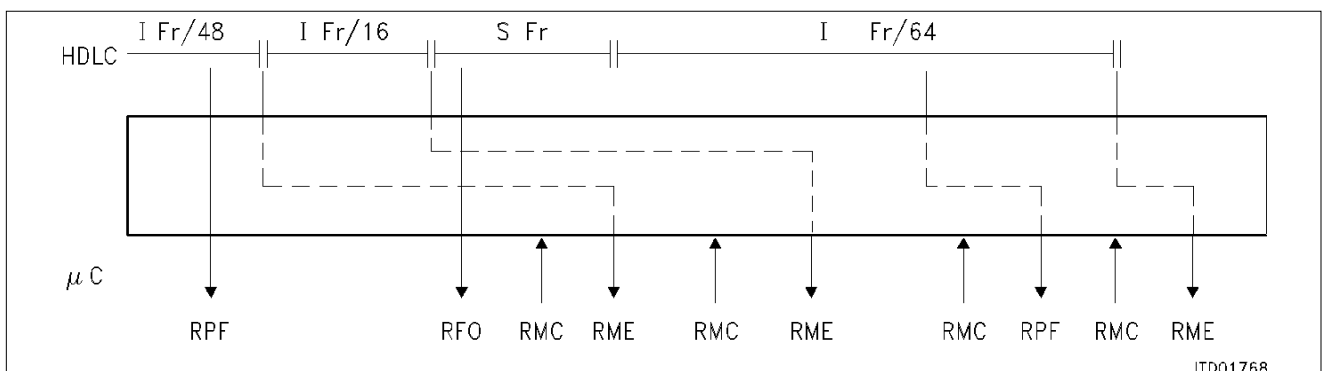 I Fr/48 I Fr/16 S Fr I Fr/64
HDLC
μC
RPF RFO RMC RME RMC RME RMC RPF RMC RME
ITD01768